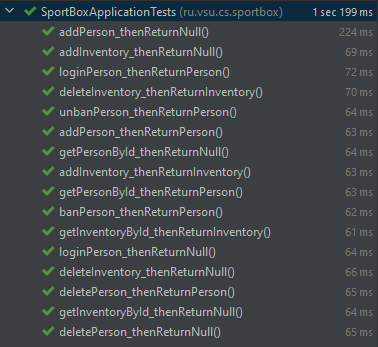 SportBoxApplicationTests (ru.vsu.cs.sportbox) 1 sec 199 ms
addPerson_thenReturnNull() 224 ms
addInventory_thenReturnNull() 69 ms
loginPerson_thenReturnPerson() 72 ms
deleteInventory_thenReturnInventory() 70 ms
unbanPerson_thenReturnPerson() 64 ms
addPerson_thenReturnPerson() 63 ms
getPersonById_thenReturnNull() 64 ms
addInventory_thenReturnInventory() 63 ms
getPersonById_thenReturnPerson() 63 ms
banPerson_thenReturnPerson() 62 ms
getInventoryById_thenReturnInventory() 61 ms
loginPerson_thenReturnNull() 64 ms
deleteInventory_thenReturnNull() 66 ms
deletePerson_thenReturnPerson() 65 ms
getInventoryById_thenReturnNull() 64 ms
deletePerson_thenReturnNull() 65 ms